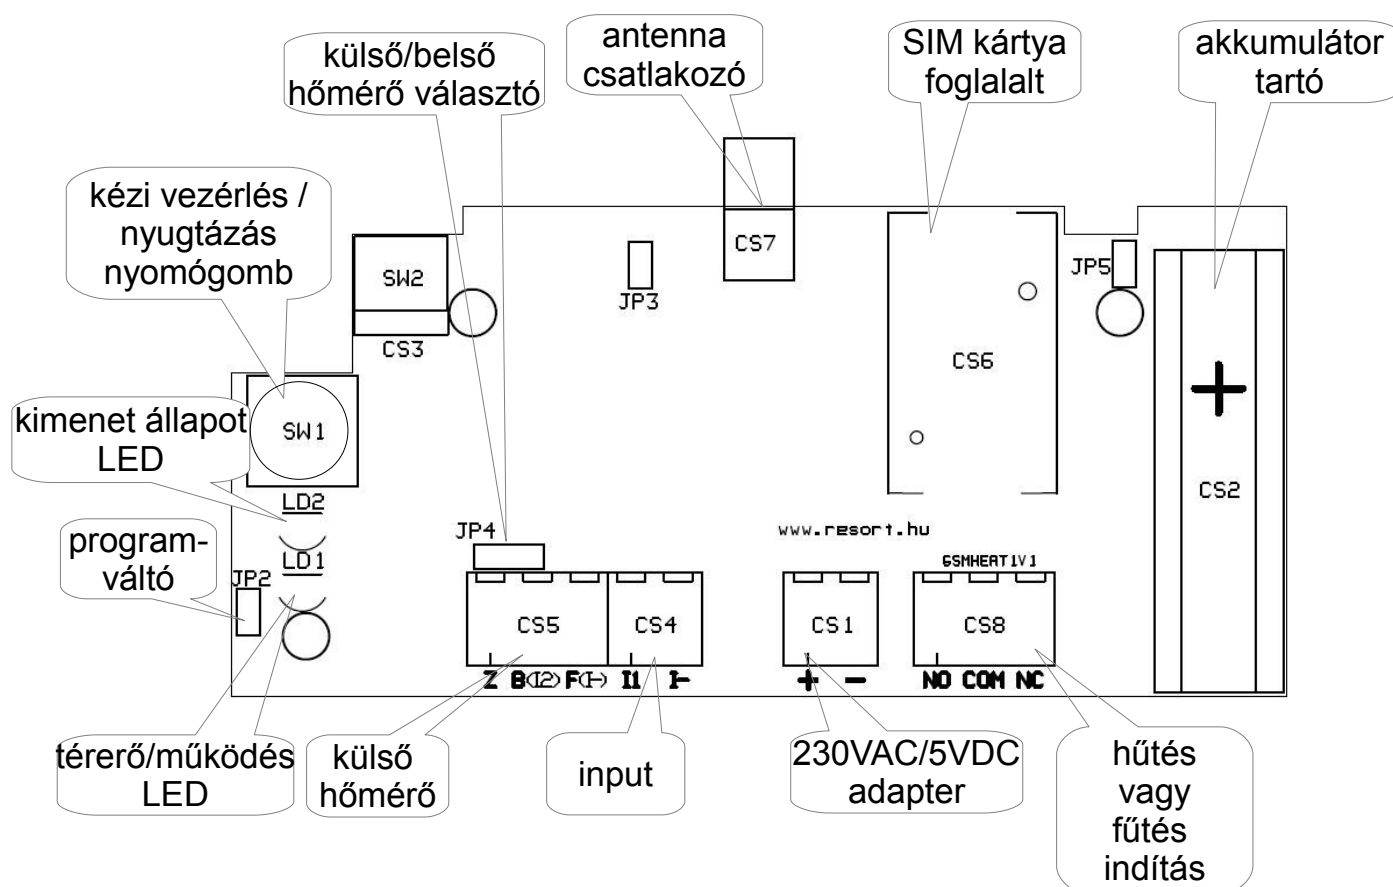 külső/belső
hőmérő választó
antenna
csatlakozó
SIM kártya
foglalalt
akkumulátor
tartó
kézi vezérlés /
nyugtázás
nyomógomb
SW2
CS3
JP3
CS7
JP5
CS6
kimenet állapot
LED
SW1
CS2
LD2
program-
váltó
JP2
LD1
JP4
www.resort.hu
GSMHEAT1V1
CS5
CS4
CS1
CS8
Z B(I2) F(I-) I1 I-
+ -
NO COM NC
+
térerő/működés
LED
külső
hőmérő
input
230VAC/5VDC
adapter
hűtés
vagy
fűtés
indítás